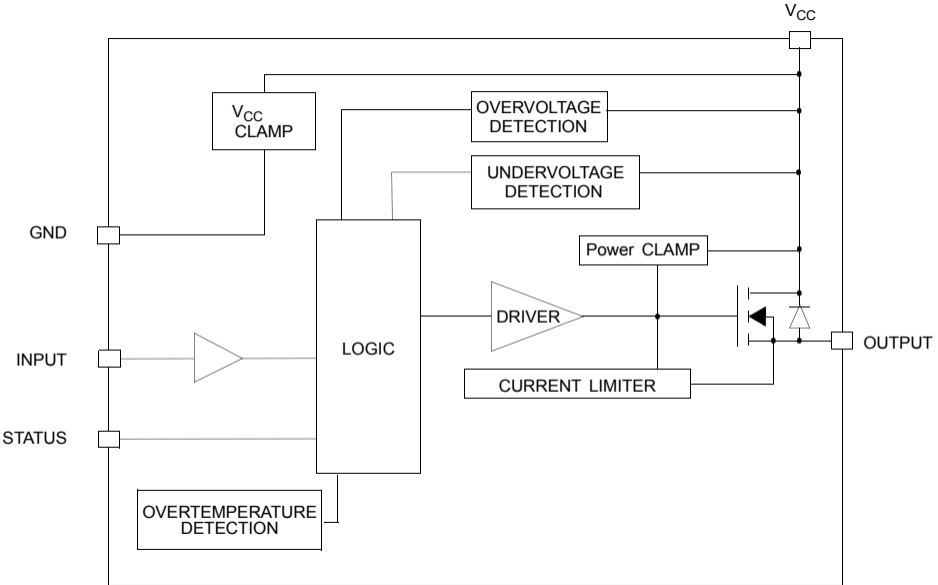 VCC
VCC
CLAMP
OVERVOLTAGE
DETECTION
UNDERVOLTAGE
DETECTION
GND
Power CLAMP
DRIVER
LOGIC
OUTPUT
INPUT
CURRENT LIMITER
STATUS
OVERTEMPERATURE
DETECTION